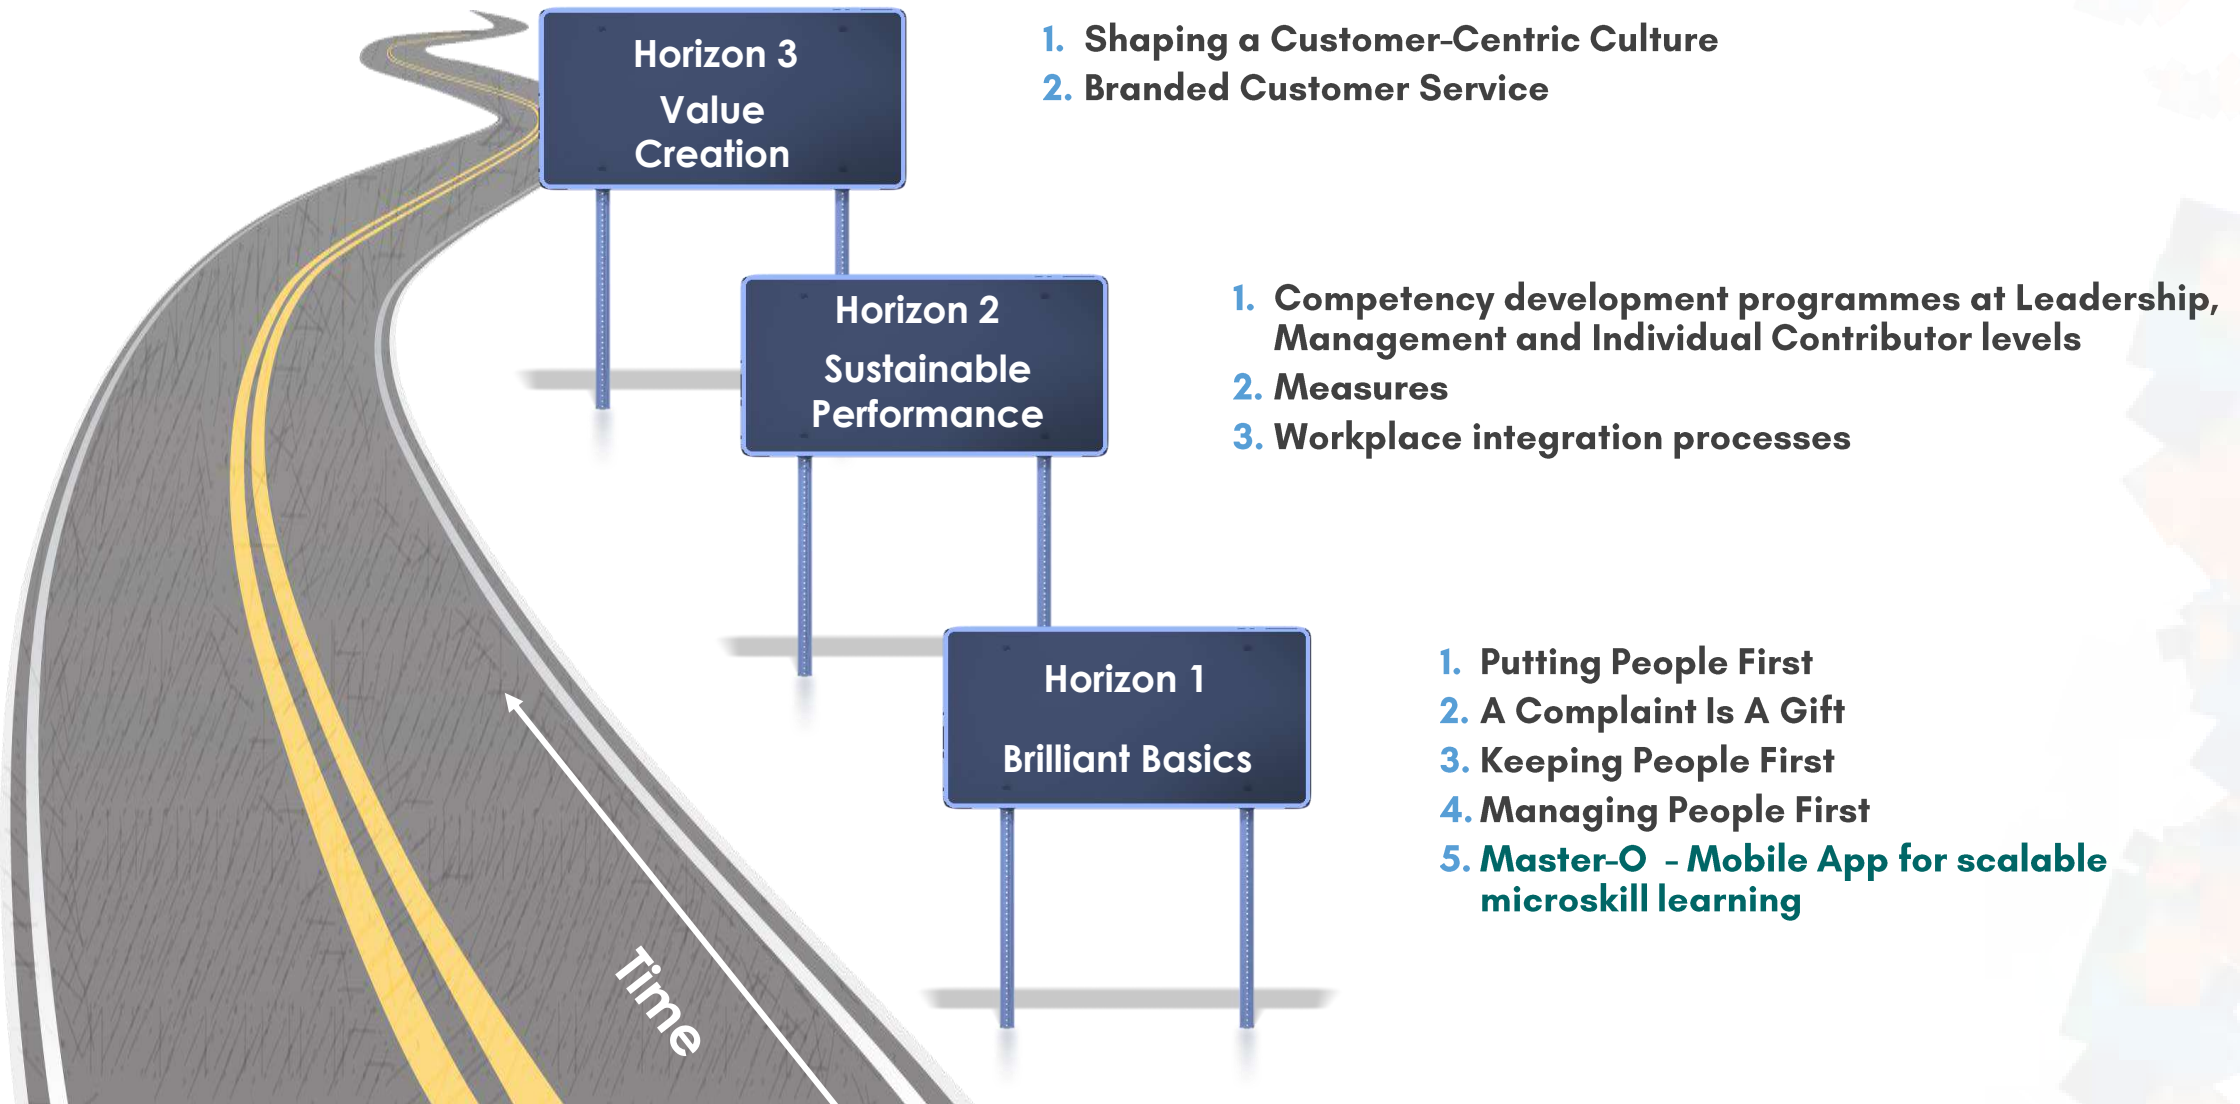 Horizon 3
Value
Creation
1. Shaping a Customer-Centric Culture
2. Branded Customer Service
Horizon 2
Sustainable
Performance
1. Competency development programmes at Leadership,
Management and Individual Contributor levels
2. Measures
3. Workplace integration processes
Horizon 1
Brilliant Basics
1. Putting People First
2. A Complaint Is A Gift
3. Keeping People First
4. Managing People First
5. Master-O - Mobile App for scalable
microskill learning
Time